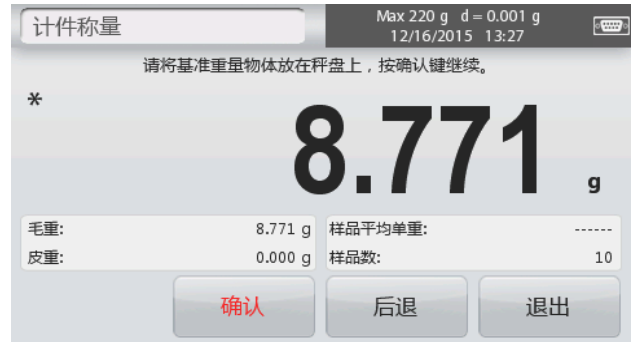 计件称量
Max 220 g d = 0.001 g
12/16/2015 13:27
请将基准重量物体放在秤盘上，按确认键继续。
*
8.771 g
毛重: 8.771 g 样品平均单重: ------
皮重: 0.000 g 样品数: 10
确认 后退 退出